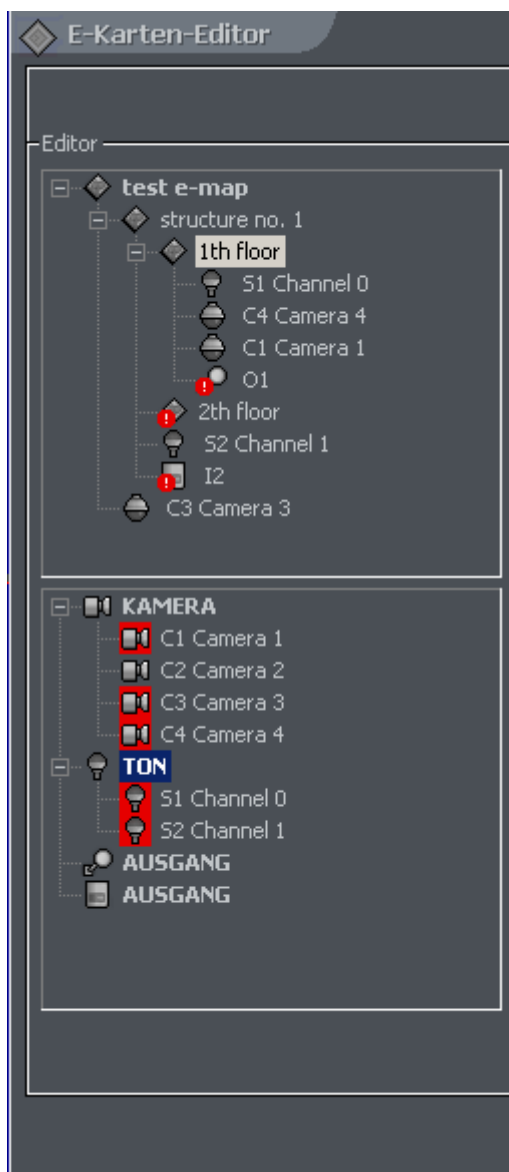 E-Karten-Editor
Editor
test e-map
structure no. 1
1th floor
S1 Channel 0
C4 Camera 4
C1 Camera 1
O1
2th floor
S2 Channel 1
I2
C3 Camera 3
KAMERA
C1 Camera 1
C2 Camera 2
C3 Camera 3
C4 Camera 4
TON
S1 Channel 0
S2 Channel 1
AUSGANG
AUSGANG